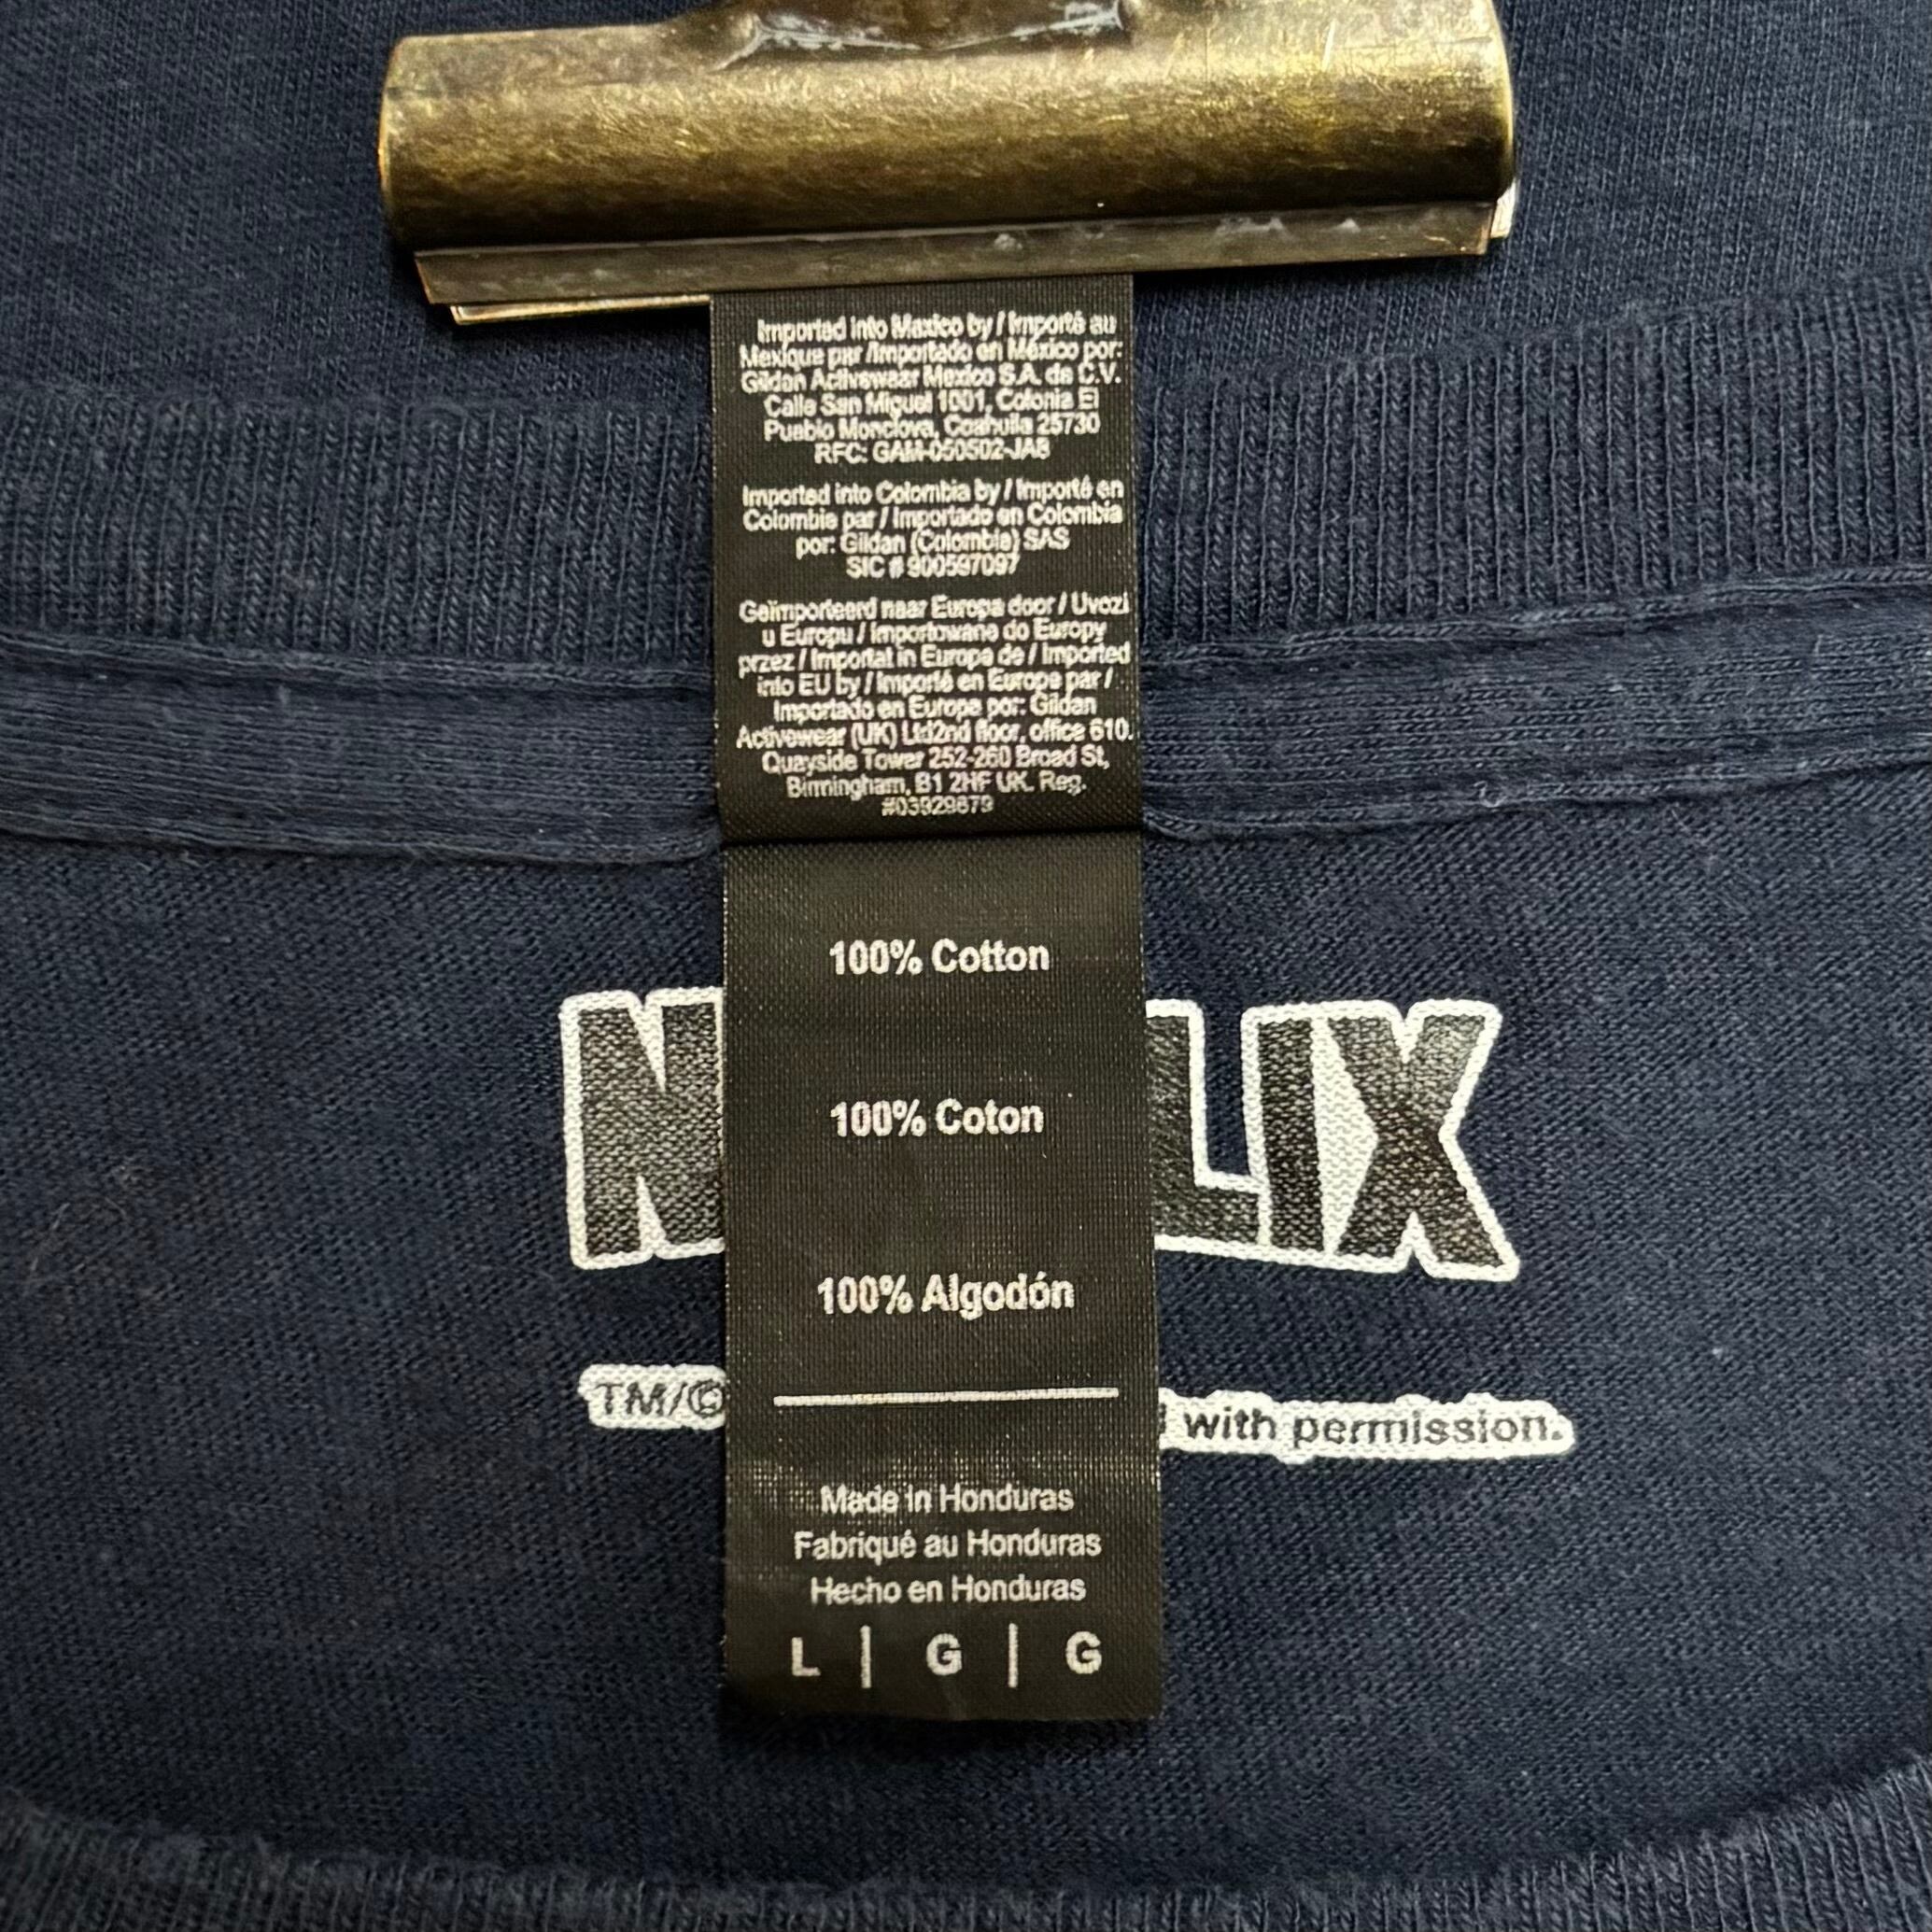 Imported into Mexico by / Importé au
Mexique par /Importado en México por:
Gildan Activewear Mexico S.A. de C.V.
Calle San Miguel 1001, Colonia El
Pueblo Monclova, Coahuila 25730
RFC: GAM-050502-JA8
Imported into Colombia by / Importé en
Colombie par / Importado en Colombia
por: Gildan (Colombia) SAS
SIC # 900597097
Geïmporteerd naar Europa door / Uvozi
u Europu / Importowane do Europy
przez / Importat in Europa de / Imported
into EU by / Importé en Europe par /
Importado en Europa por: Gildan
Activewear (UK) Ltd2nd floor, office 610.
Quayside Tower 252-260 Broad St,
Birmingham, B1 2HF UK. Reg.
#03929879
100% Cotton
N LIX
100% Coton
100% Algodón
TM/© with permission.
Made in Honduras
Fabriqué au Honduras
Hecho en Honduras
L | G | G